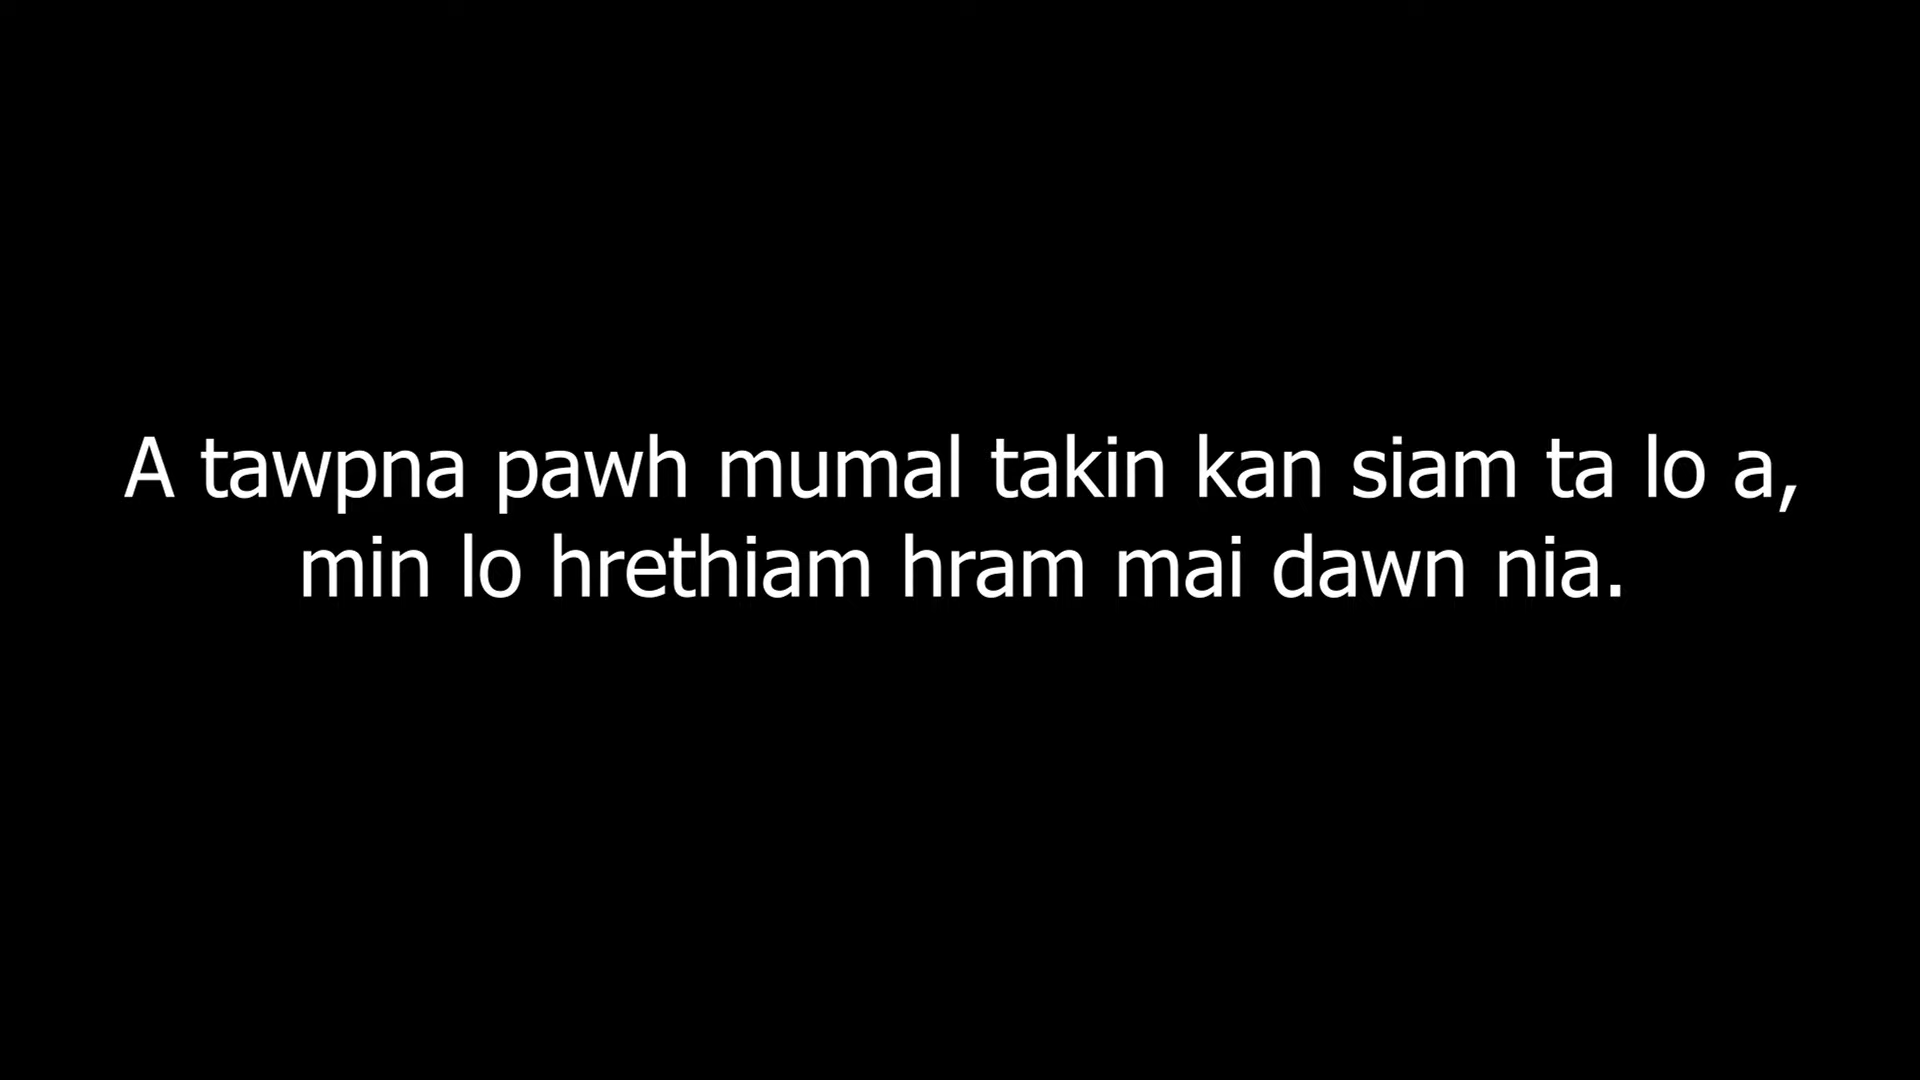 A tawpna pawh mumal takin kan siam ta lo a,
min lo hrethiam hram mai dawn nia.